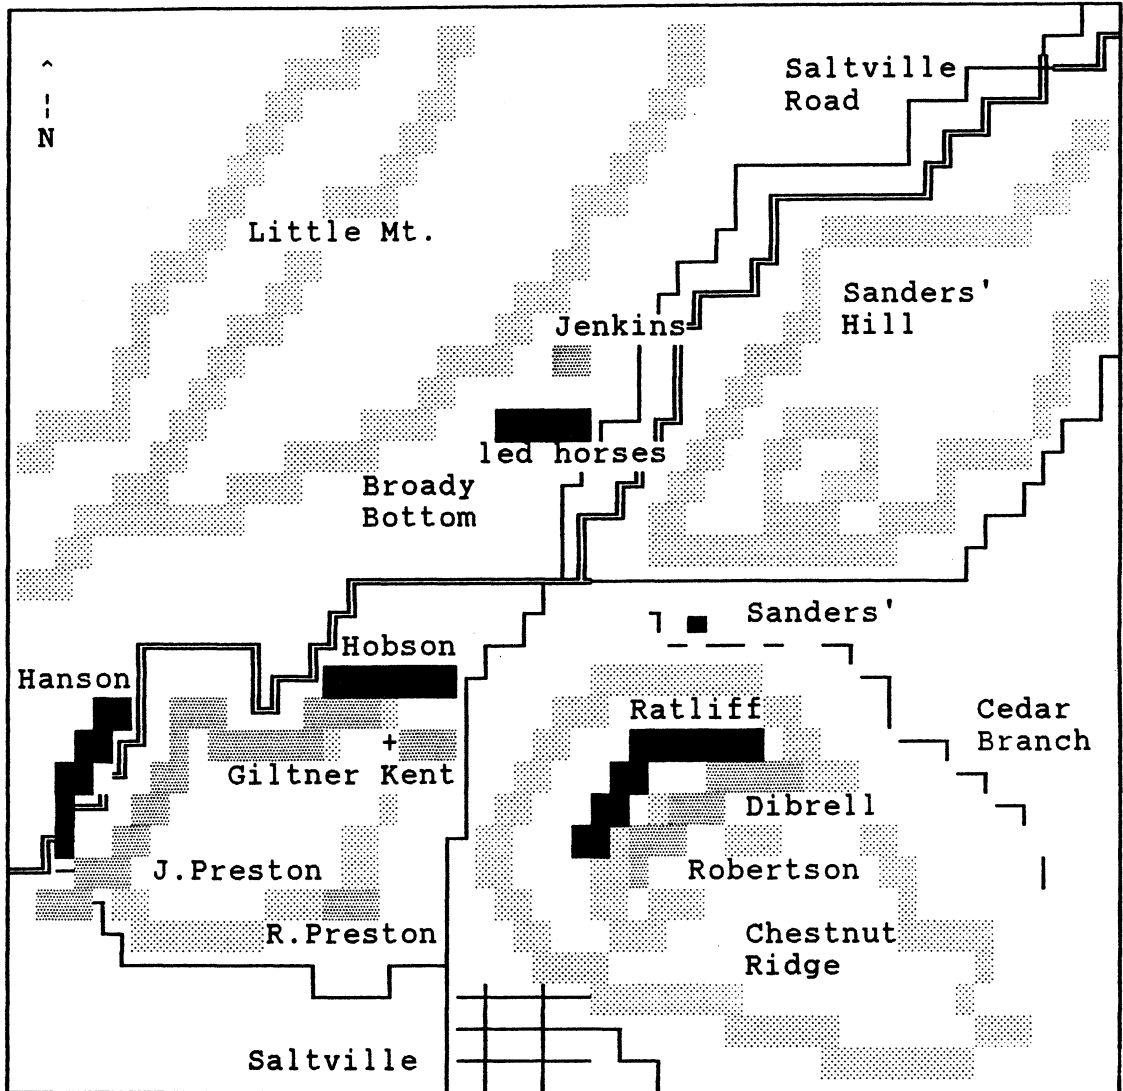 Saltville
Road
N
Little Mt.
Sanders'
Hill
Jenkins
led horses
Broady
Bottom
Sanders'
Hobson
Hanson
Ratliff
Cedar
Branch
+
Giltner Kent
Dibrell
J.Preston
Robertson
R.Preston
Chestnut
Ridge
Saltville